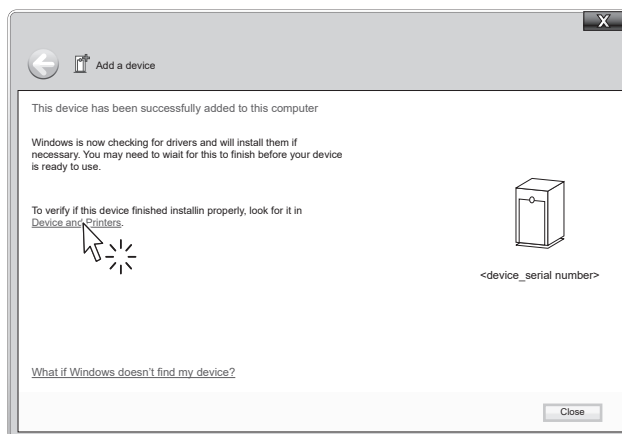 X
Add a device
This device has been successfully added to this computer
Windows is now checking for drivers and will install them if
necessary. You may need to wiait for this to finish before your device
is ready to use.
To verify if this device finished installin properly, look for it in
Device and Printers.
<device_serial number>
What if Windows doesn’t find my device?
Close